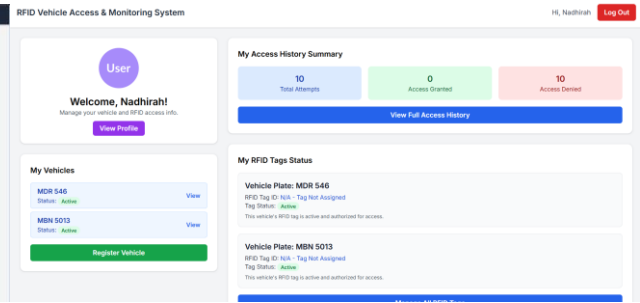 RFID Vehicle Access & Monitoring System
Hi, Nadhirah
Log Out
User
Welcome, Nadhirah!
Manage your vehicle and RFID access info.
View Profile
My Vehicles
MDR 546
Status: Active
View
MBN 5013
Status: Active
View
Register Vehicle
My Access History Summary
10
Total Attempts
0
Access Granted
10
Access Denied
View Full Access History
My RFID Tags Status
Vehicle Plate: MDR 546
RFID Tag ID: N/A - Tag Not Assigned
Tag Status: Active
This vehicle's RFID tag is active and authorized for access.
Vehicle Plate: MBN 5013
RFID Tag ID: N/A - Tag Not Assigned
Tag Status: Active
This vehicle's RFID tag is active and authorized for access.
Manage All RFID Tags